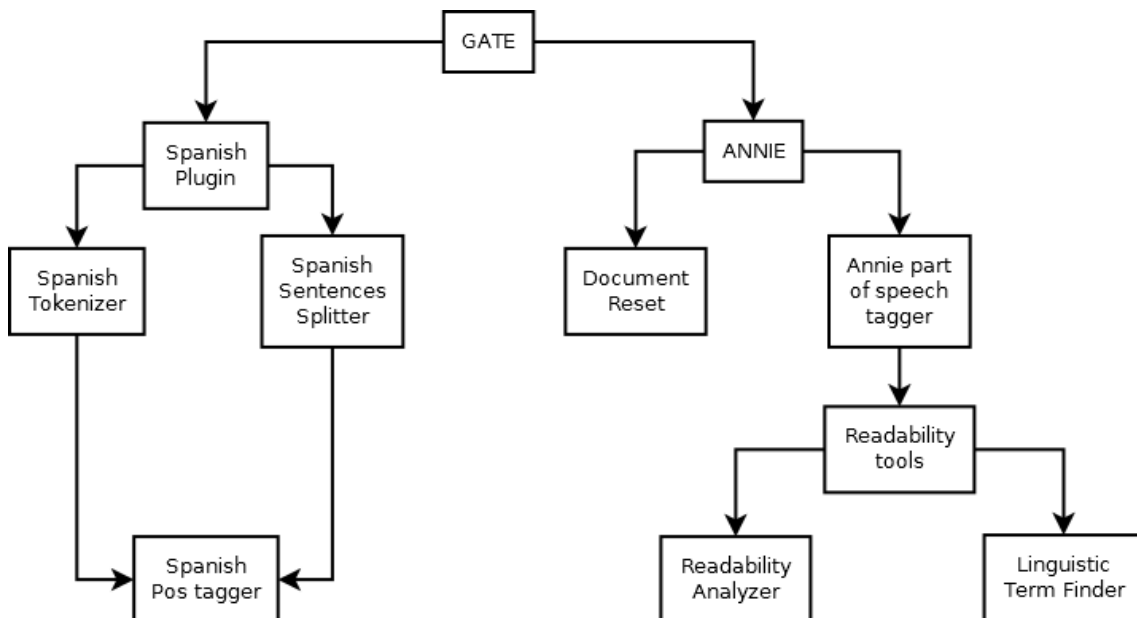 GATE
Spanish
Plugin
ANNIE
Spanish
Tokenizer
Spanish
Sentences
Splitter
Document
Reset
Annie part
of speech
tagger
Readability
tools
Spanish
Pos tagger
Readability
Analyzer
Linguistic
Term Finder